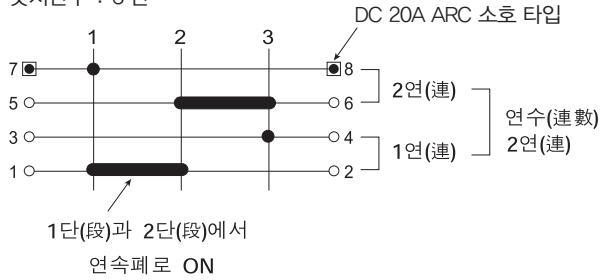 DC 20A ARC 소호 타입
1 2 3
7 8
5 6
2연(連)
3 4
1연(連)
연수(連數)
2연(連)
1 2
1단(段)과 2단(段)에서
연속폐로 ON